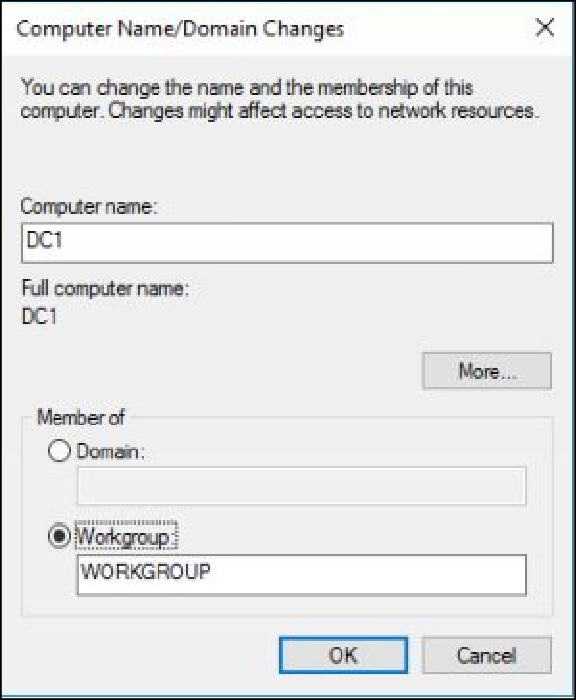 Computer Name/Domain Changes
You can change the name and the membership of this
computer. Changes might affect access to network resources.
Computer name:
DC1
Full computer name:
DC1
More...
Member of
Domain:
Workgroup:
WORKGROUP
OK
Cancel